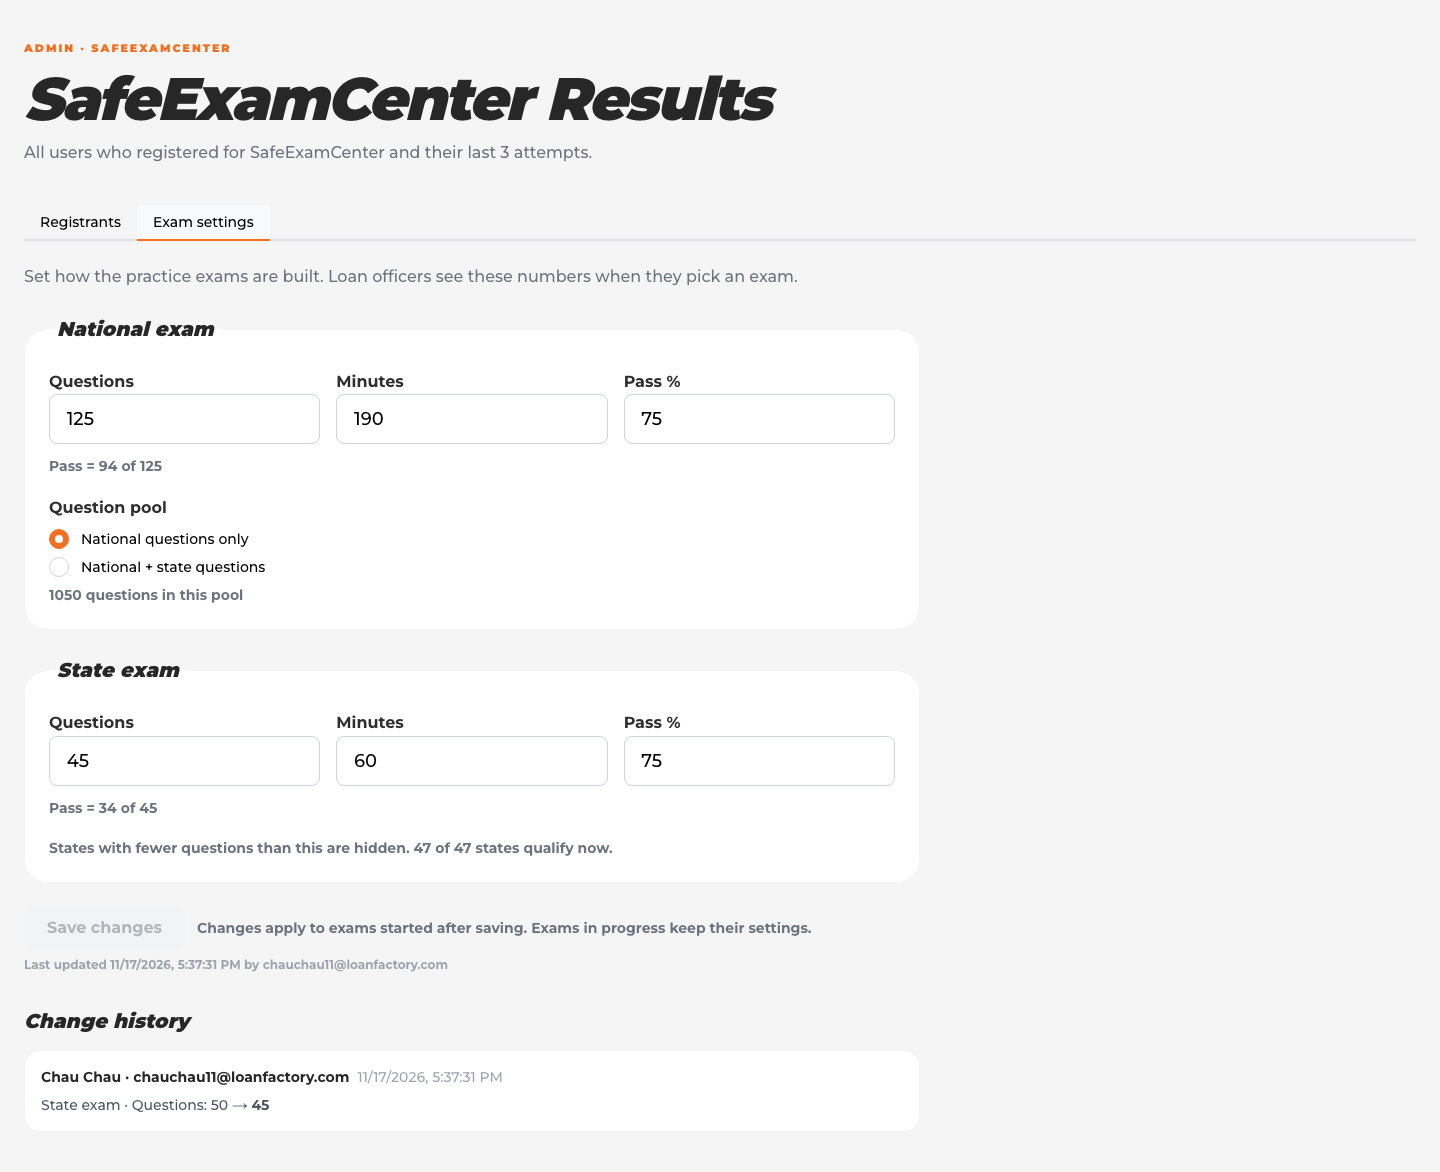 ADMIN · SAFEEXAMCENTER
SafeExamCenter Results
All users who registered for SafeExamCenter and their last 3 attempts.
Registrants
Exam settings
Set how the practice exams are built. Loan officers see these numbers when they pick an exam.
National exam
Questions
Minutes
Pass %
125
190
75
Pass = 94 of 125
Question pool
National questions only
National + state questions
1050 questions in this pool
State exam
Questions
Minutes
Pass %
45
60
75
Pass = 34 of 45
States with fewer questions than this are hidden. 47 of 47 states qualify now.
Save changes
Changes apply to exams started after saving. Exams in progress keep their settings.
Last updated 11/17/2026, 5:37:31 PM by chauchau11@loanfactory.com
Change history
Chau Chau · chauchau11@loanfactory.com 11/17/2026, 5:37:31 PM
State exam · Questions: 50 → 45